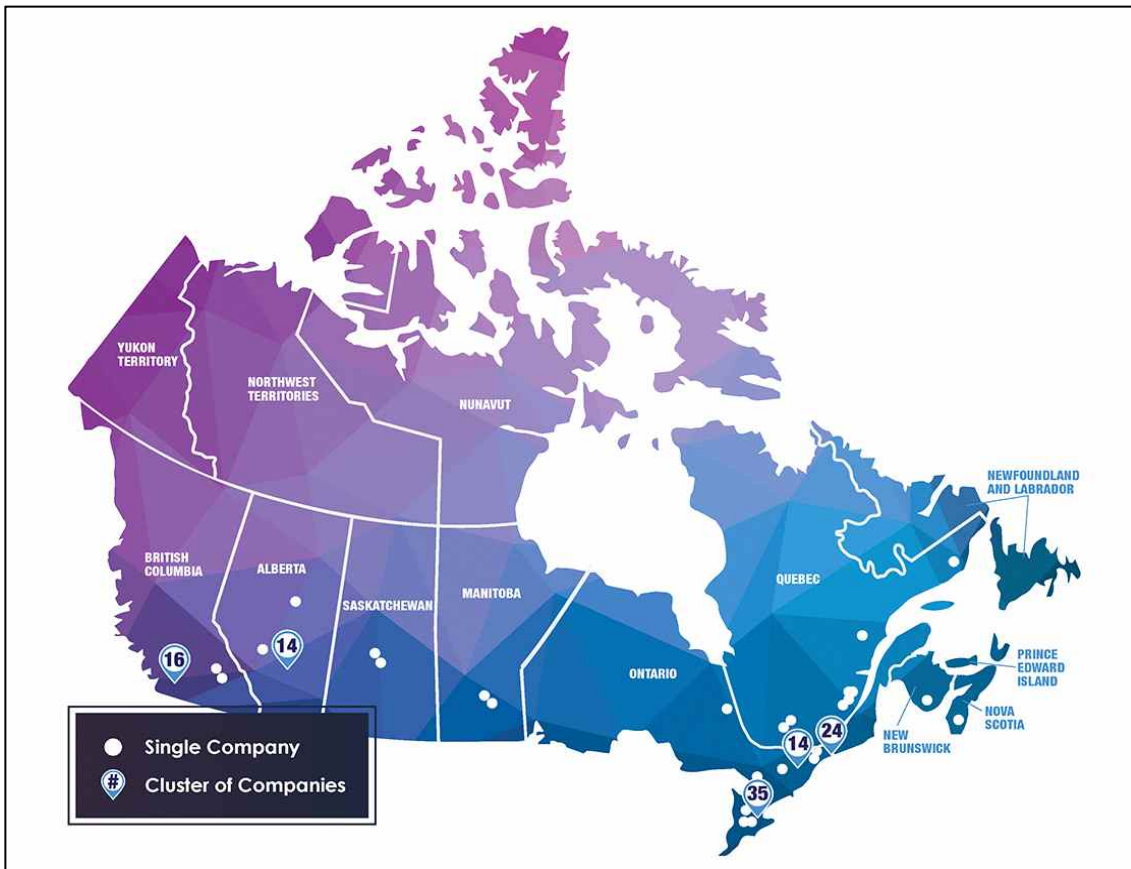 YUKON
TERRITORY
NORTHWEST
TERRITORIES
NUNAVUT
NEWFOUNDLAND
AND LABRADOR
BRITISH
COLUMBIA
ALBERTA
SASKATCHEWAN
MANITOBA
QUEBEC
16
14
ONTARIO
PRINCE
EDWARD
ISLAND
NOVA
SCOTIA
NEW
BRUNSWICK
24
14
35
Single Company
# Cluster of Companies